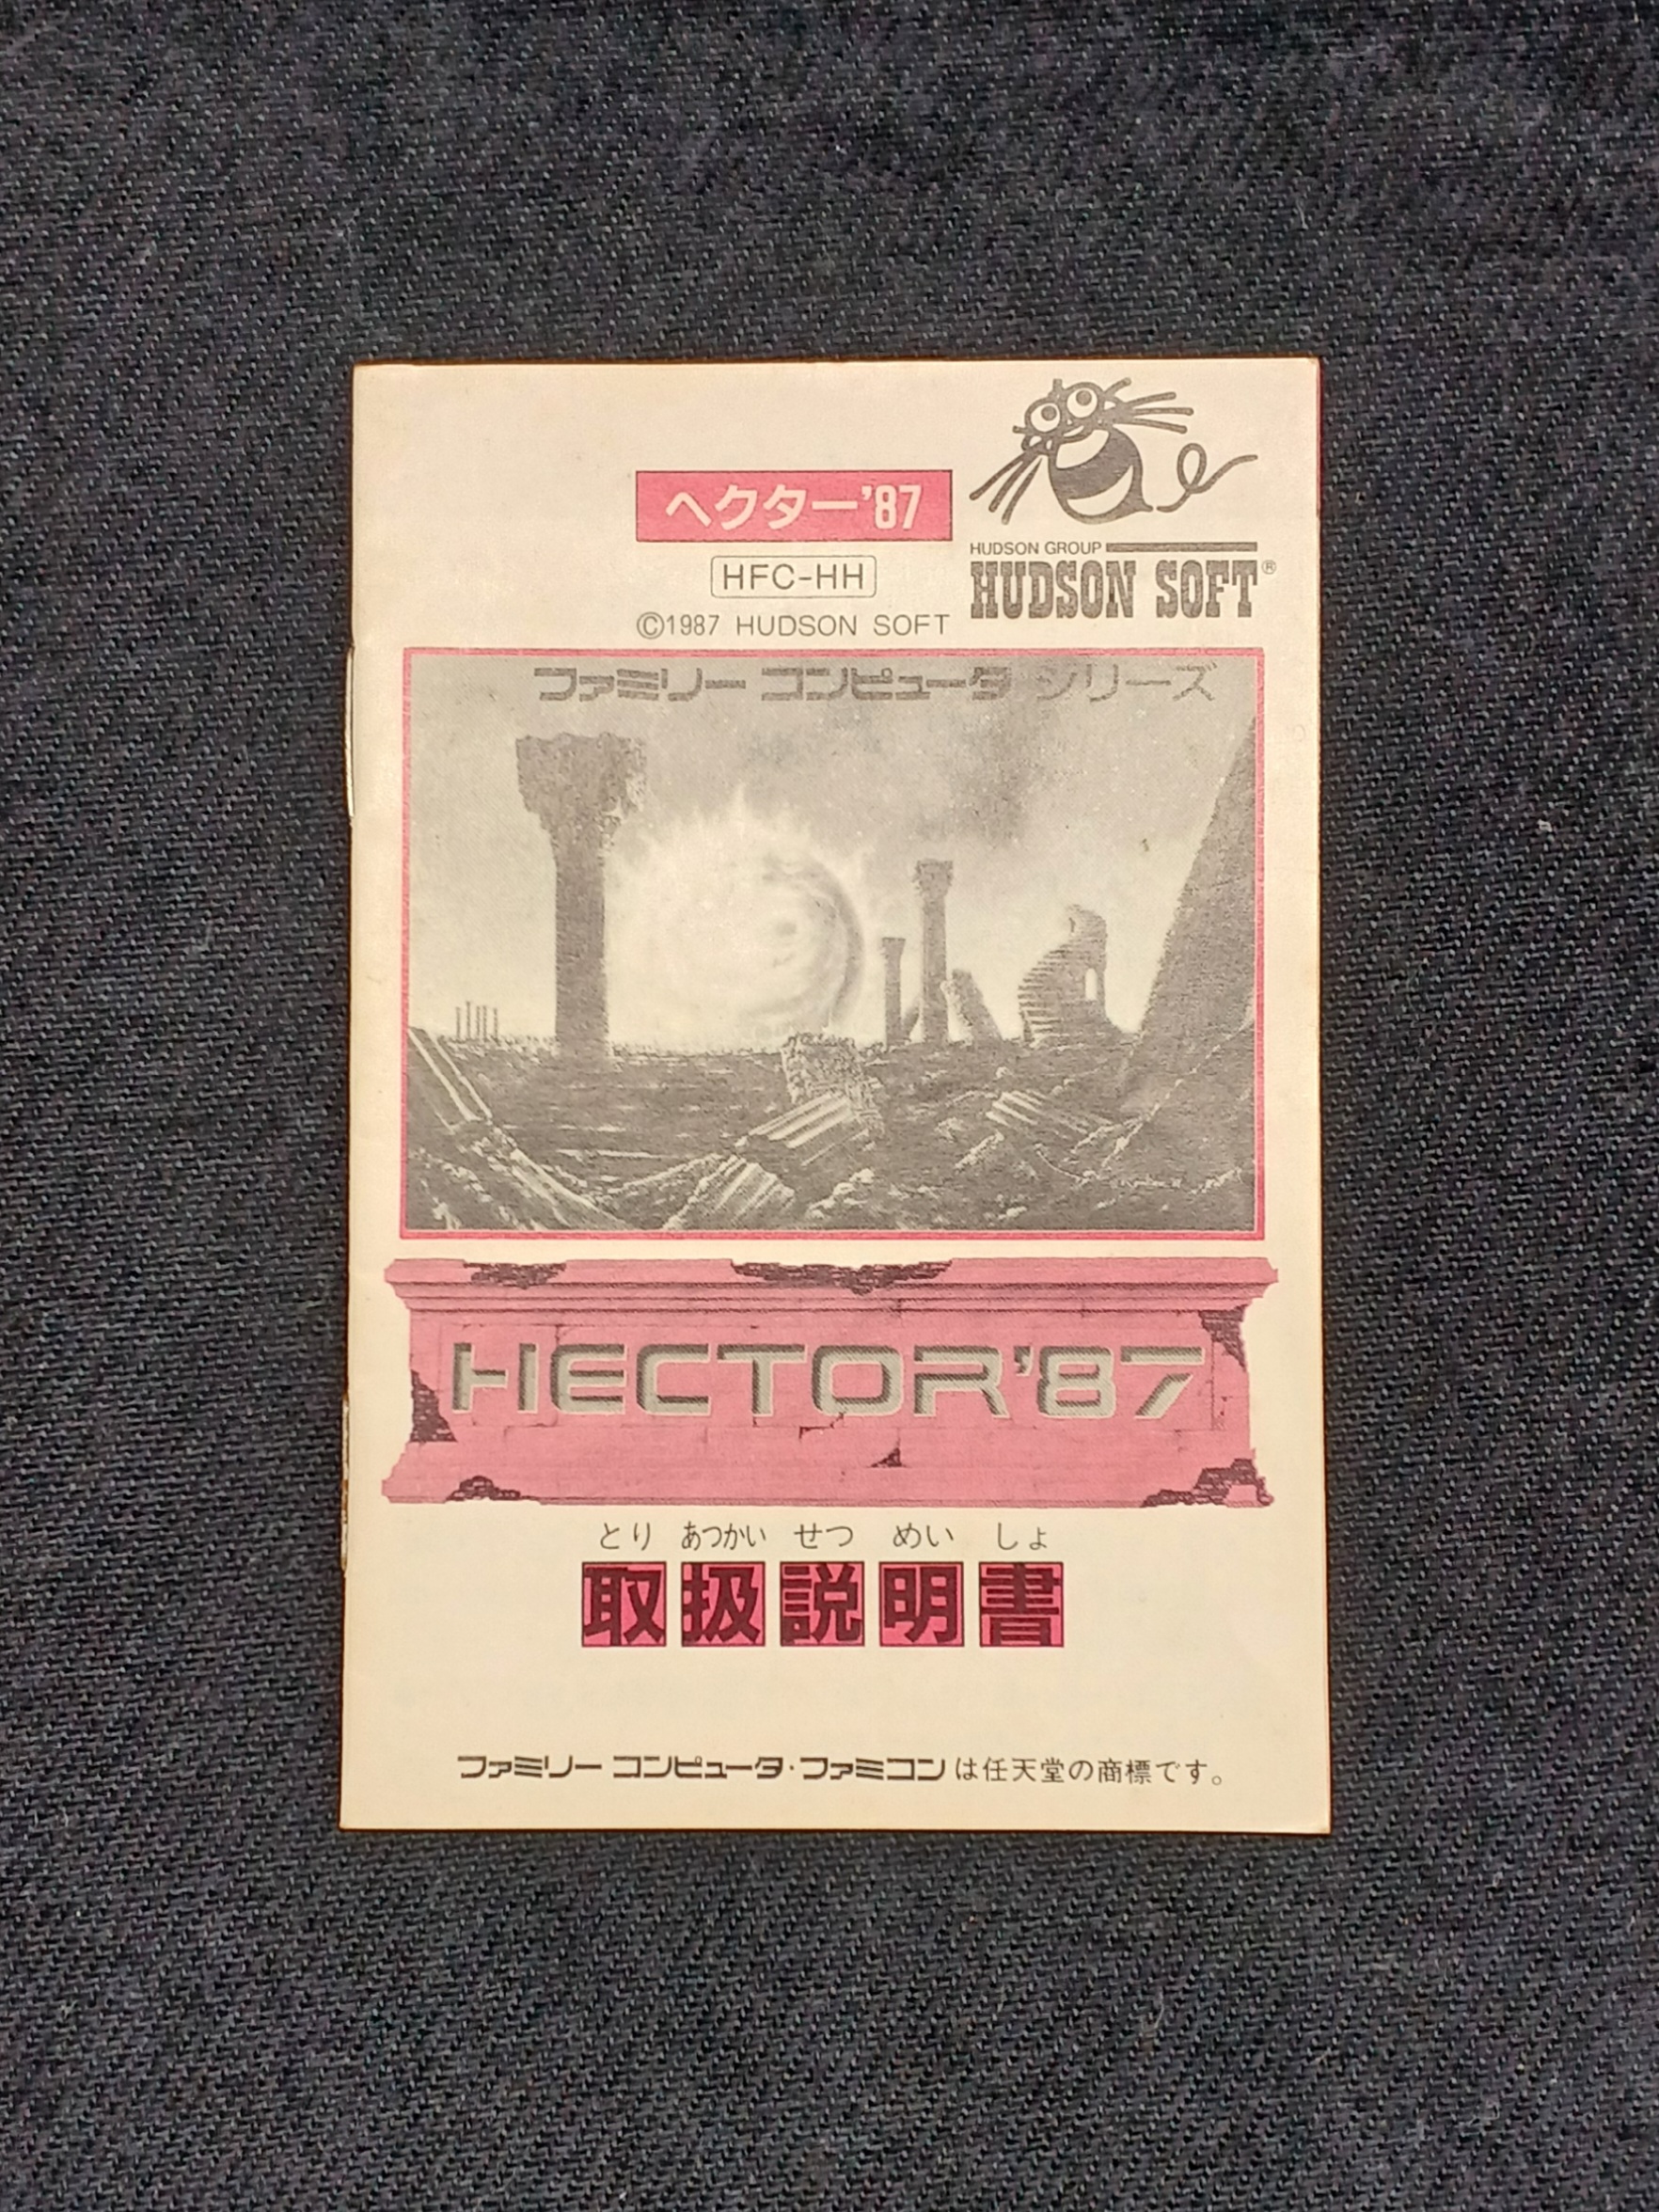 ヘクター'87
HFC-HH
©1987 HUDSON SOFT
HUDSON GROUP
HUDSON SOFT®
ファミリー コンピュータ シリーズ
HECTOR'87
とり あつかい せつ めい しょ
取扱説明書
ファミリー コンピュータ・ファミコンは任天堂の商標です。